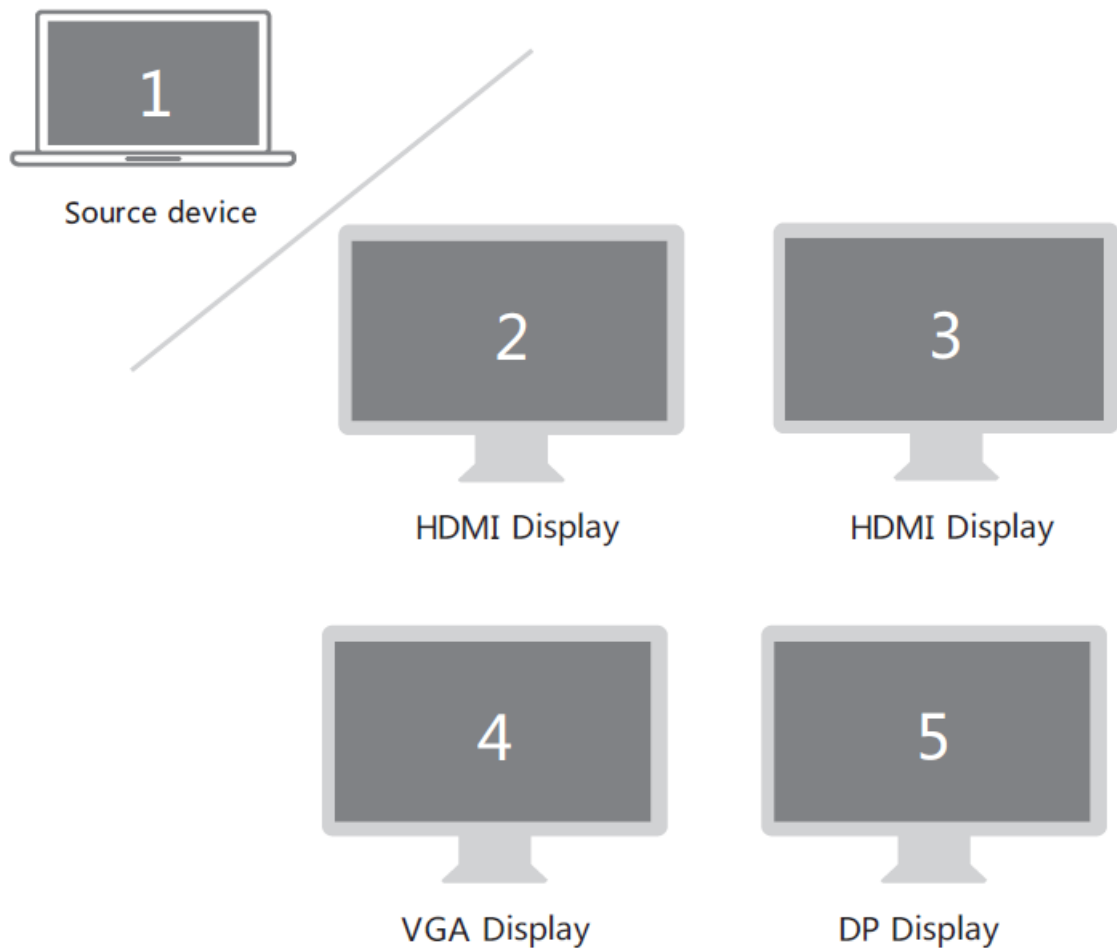 1
Source device
2
3
HDMI Display
HDMI Display
4
5
VGA Display
DP Display